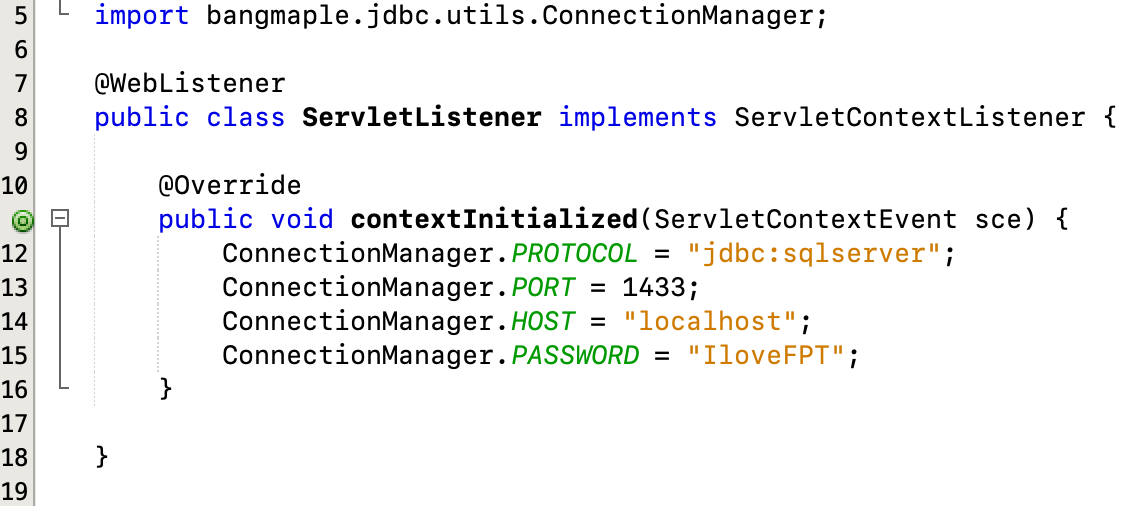 5 import bangmaple.jdbc.utils.ConnectionManager;
6
7 @WebListener
8 public class ServletListener implements ServletContextListener {
9
10 @Override
public void contextInitialized(ServletContextEvent sce) {
12 ConnectionManager.PROTOCOL = "jdbc:sqlserver";
13 ConnectionManager.PORT = 1433;
14 ConnectionManager.HOST = "localhost";
15 ConnectionManager.PASSWORD = "IloveFPT";
16 }
17
18 }
19